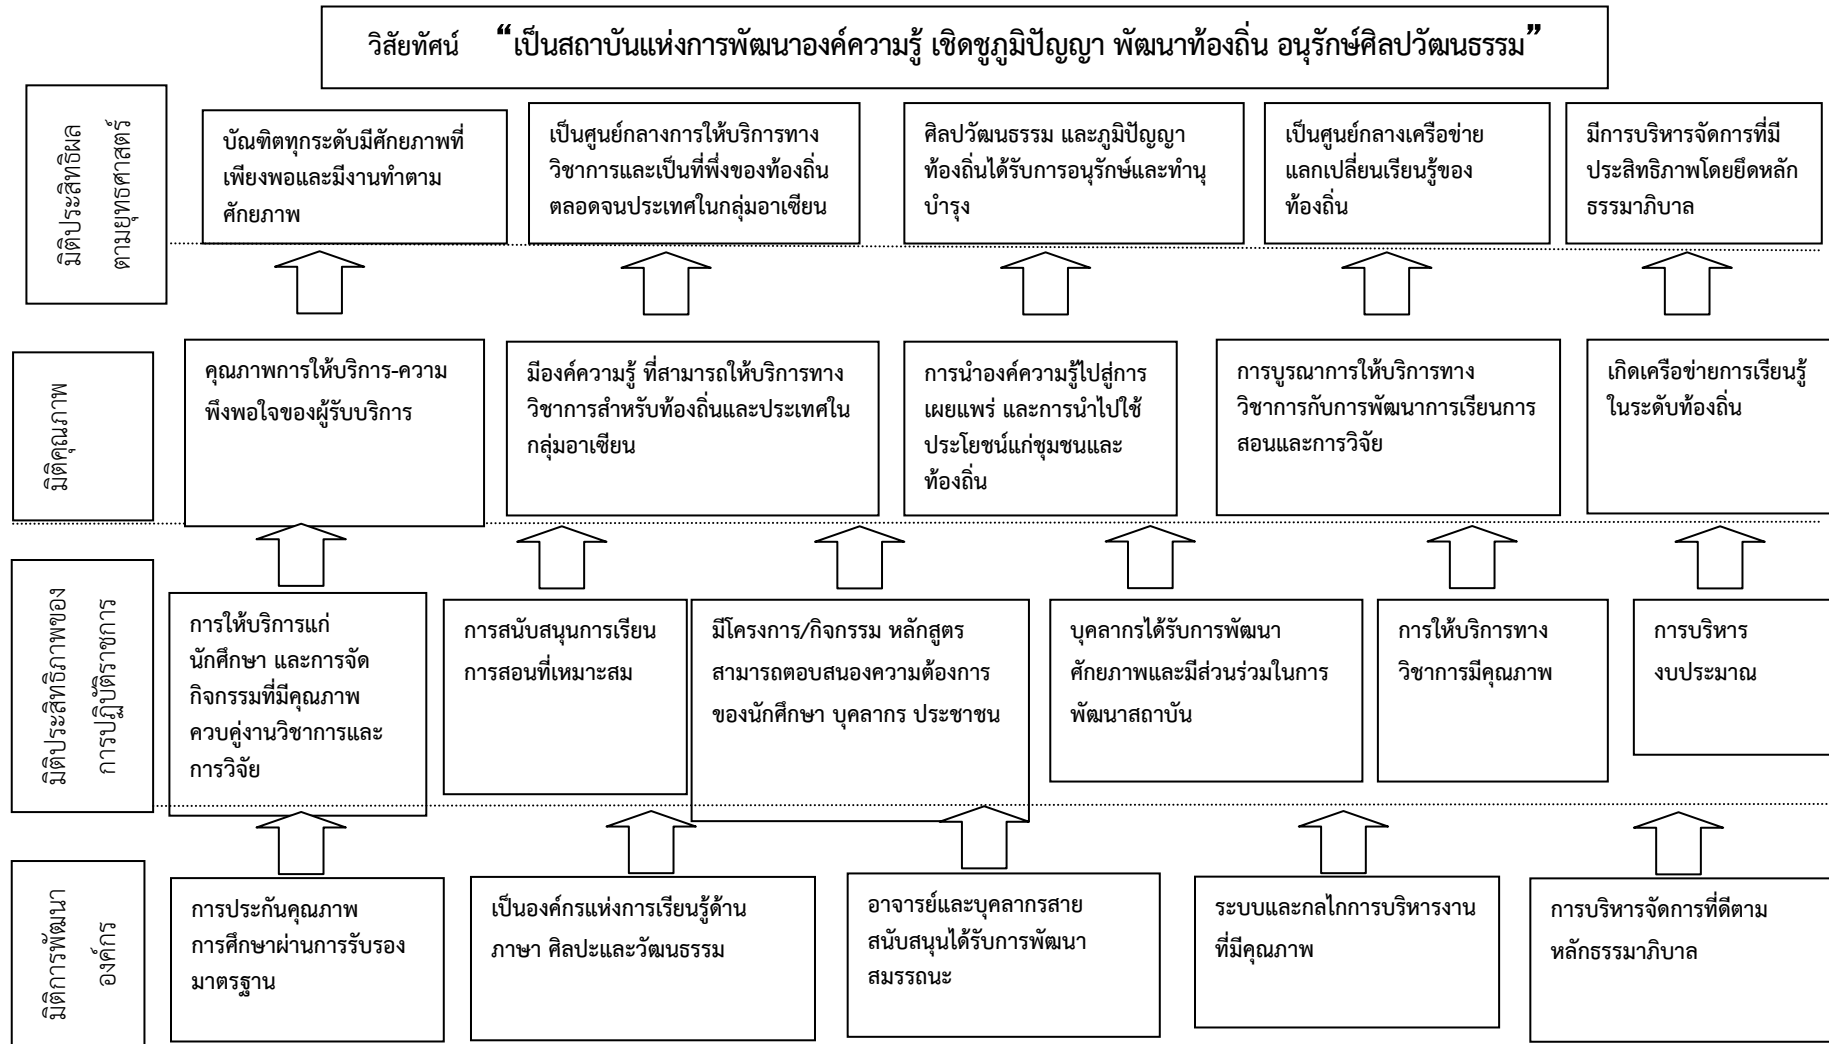 วิสัยทัศน์ “เป็นสถาบันแห่งการพัฒนาองค์ความรู้ เชิดชูภูมิปัญญา พัฒนาท้องถิ่น อนุรักษ์ศิลปวัฒนธรรม”
มิติประสิทธิผล
ตามยุทธศาสตร์
บัณฑิตทุกระดับมีศักยภาพที่
เพียงพอและมีงานทำตาม
ศักยภาพ
เป็นศูนย์กลางการให้บริการทาง
วิชาการและเป็นที่พึ่งของท้องถิ่น
ตลอดจนประเทศในกลุ่มอาเซียน
ศิลปวัฒนธรรม และภูมิปัญญา
ท้องถิ่นได้รับการอนุรักษ์และทำนุ
บำรุง
เป็นศูนย์กลางเครือข่าย
แลกเปลี่ยนเรียนรู้ของ
ท้องถิ่น
มีการบริหารจัดการที่มี
ประสิทธิภาพโดยยึดหลัก
ธรรมาภิบาล
มิติคุณภาพ
คุณภาพการให้บริการ-ความ
พึงพอใจของผู้รับบริการ
มีองค์ความรู้ ที่สามารถให้บริการทาง
วิชาการสำหรับท้องถิ่นและประเทศใน
กลุ่มอาเซียน
การนำองค์ความรู้ไปสู่การ
เผยแพร่ และการนำไปใช้
ประโยชน์แก่ชุมชนและ
ท้องถิ่น
การบูรณาการให้บริการทาง
วิชาการกับการพัฒนาการเรียนการ
สอนและการวิจัย
เกิดเครือข่ายการเรียนรู้
ในระดับท้องถิ่น
มิติประสิทธิภาพของ
การปฏิบัติราชการ
การให้บริการแก่
นักศึกษา และการจัด
กิจกรรมที่มีคุณภาพ
ควบคู่งานวิชาการและ
การวิจัย
การสนับสนุนการเรียน
การสอนที่เหมาะสม
มีโครงการ/กิจกรรม หลักสูตร
สามารถตอบสนองความต้องการ
ของนักศึกษา บุคลากร ประชาชน
บุคลากรได้รับการพัฒนา
ศักยภาพและมีส่วนร่วมในการ
พัฒนาสถาบัน
การให้บริการทาง
วิชาการมีคุณภาพ
การบริหาร
งบประมาณ
มิติการพัฒนา
องค์กร
การประกันคุณภาพ
การศึกษาผ่านการรับรอง
มาตรฐาน
เป็นองค์กรแห่งการเรียนรู้ด้าน
ภาษา ศิลปะและวัฒนธรรม
อาจารย์และบุคลากรสาย
สนับสนุนได้รับการพัฒนา
สมรรถนะ
ระบบและกลไกการบริหารงาน
ที่มีคุณภาพ
การบริหารจัดการที่ดีตาม
หลักธรรมาภิบาล